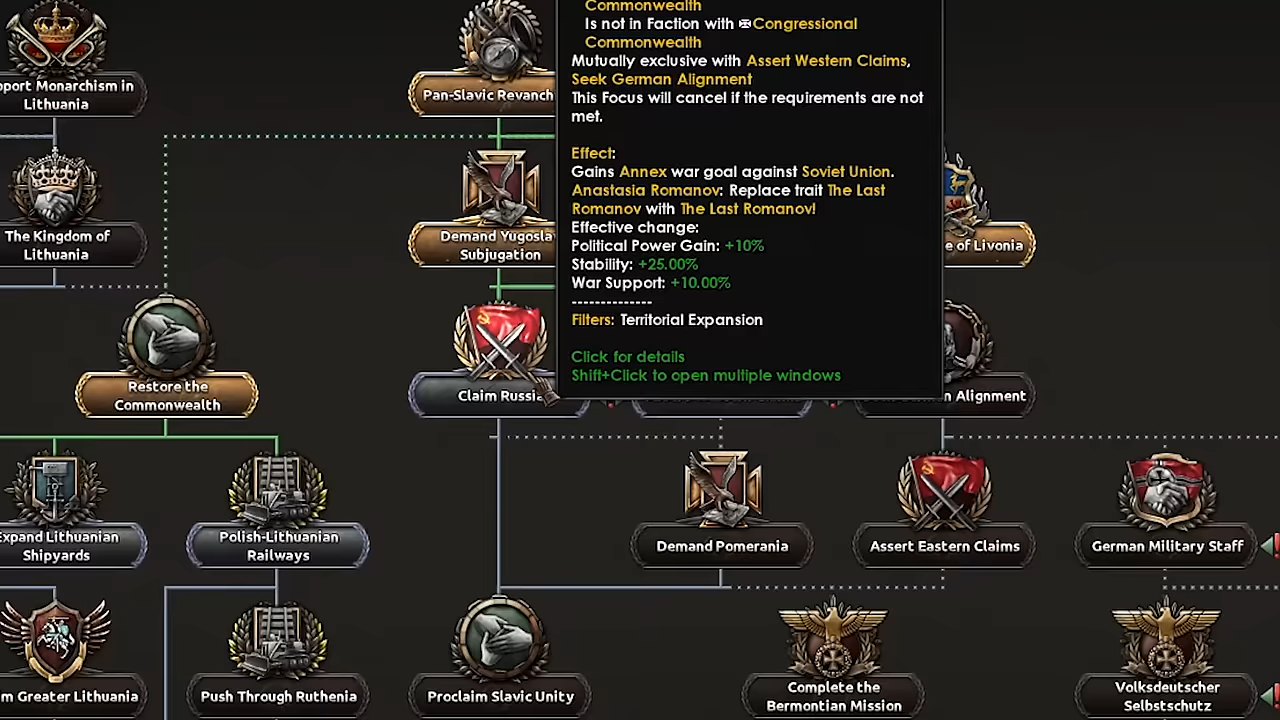 Commonwealth
Is not in Faction with Congressional
Commonwealth
Mutually exclusive with Assert Western Claims,
Seek German Alignment
This Focus will cancel if the requirements are not
met.
Effect:
Gains Annex war goal against Soviet Union.
Anastasia Romanov: Replace trait The Last
Romanov with The Last Romanov!
Effective change:
Political Power Gain: +10%
Stability: +25.00%
War Support: +10.00%
--------------
Filters: Territorial Expansion
Click for details
Shift+Click to open multiple windows
pport Monarchism in
Lithuania
Pan-Slavic Revanch
The Kingdom of
Lithuania
Demand Yugosla
Subjugation
e of Livonia
Restore the
Commonwealth
Claim Russia
n Alignment
Expand Lithuanian
Shipyards
Polish-Lithuanian
Railways
Demand Pomerania
Assert Eastern Claims
German Military Staff
m Greater Lithuania
Push Through Ruthenia
Proclaim Slavic Unity
Complete the
Bermontian Mission
Volksdeutscher
Selbstschutz